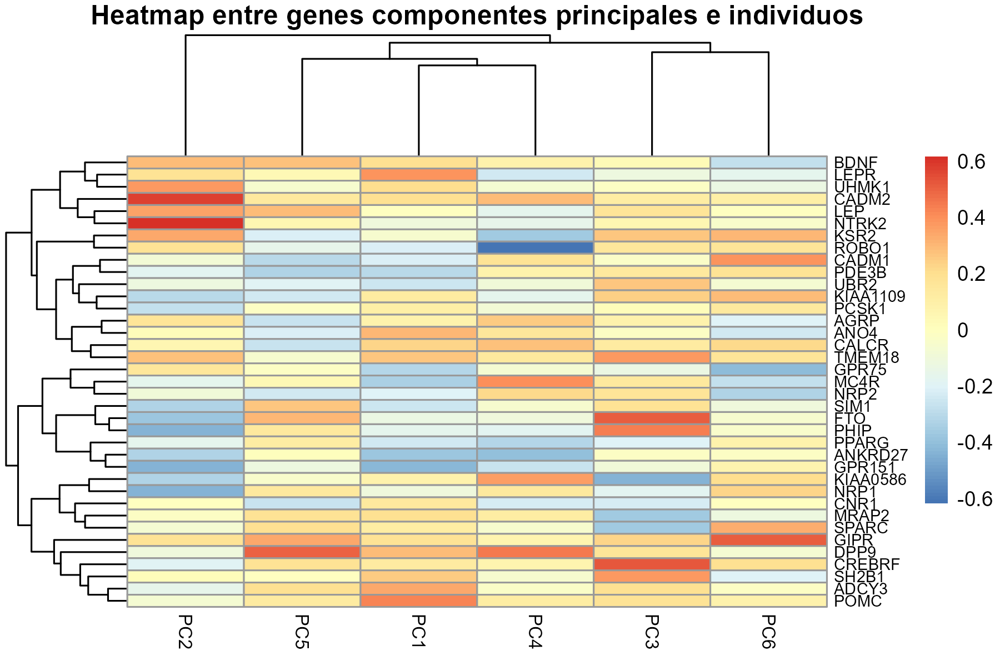 Heatmap entre genes componentes principales e individuos
BDNF
LEPR
UHMK1
CADM2
LEP
NTRK2
KSR2
ROBO1
CADM1
PDE3B
UBR2
KIAA1109
PCSK1
AGRP
ANO4
CALCR
TMEM18
GPR75
MC4R
NRP2
SIM1
FTO
PHIP
PPARG
ANKRD27
GPR151
KIAA0586
NRP1
CNR1
MRAP2
SPARC
GIPR
DPP9
CREBRF
SH2B1
ADCY3
POMC
0.6
0.4
0.2
0
-0.2
-0.4
-0.6
PC2 PC5 PC1 PC4 PC3 PC6